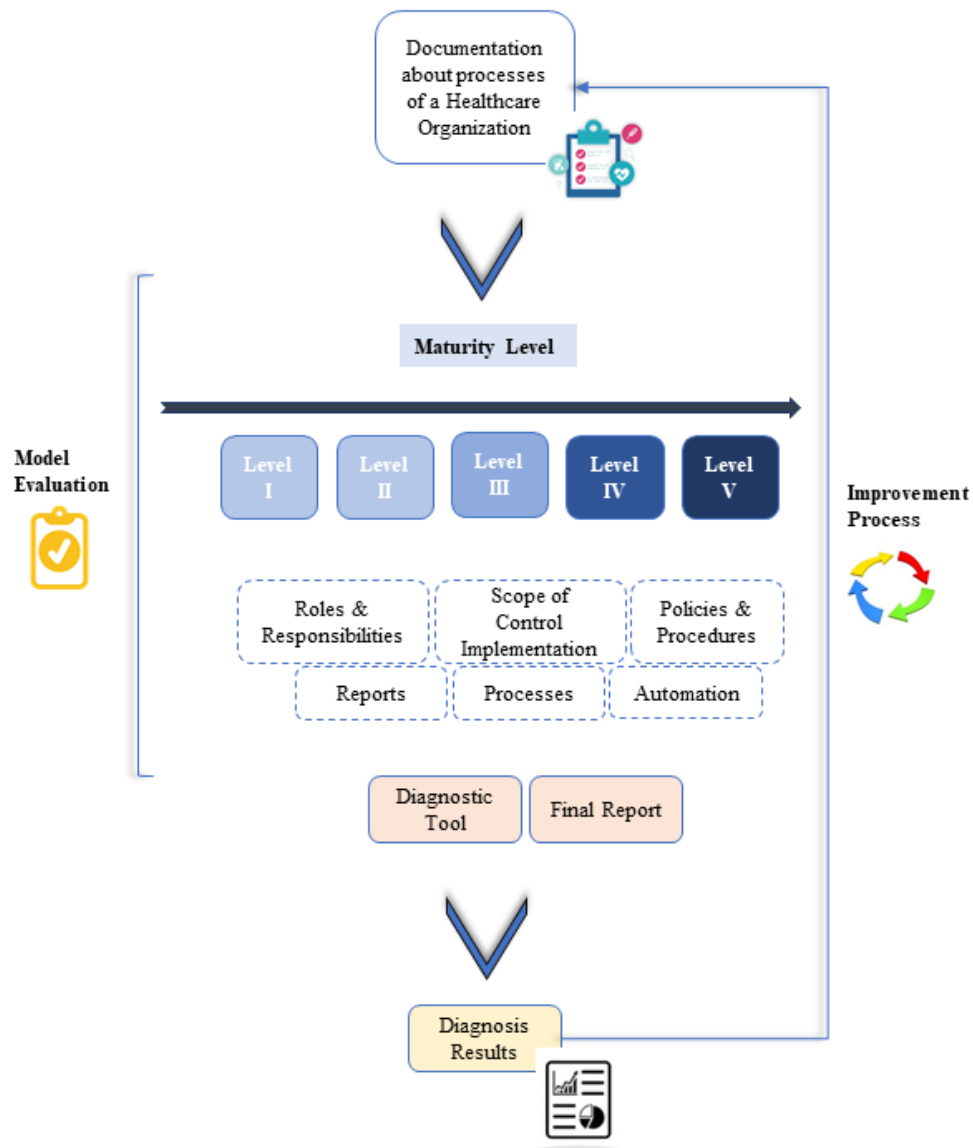 Documentation
about processes
of a Healthcare
Organization
Maturity Level
Model
Evaluation
Level
I
Level
II
Level
III
Level
IV
Level
V
Improvement
Process
Roles &
Responsibilities
Scope of
Control
Implementation
Policies &
Procedures
Reports
Processes
Automation
Diagnostic
Tool
Final Report
Diagnosis
Results